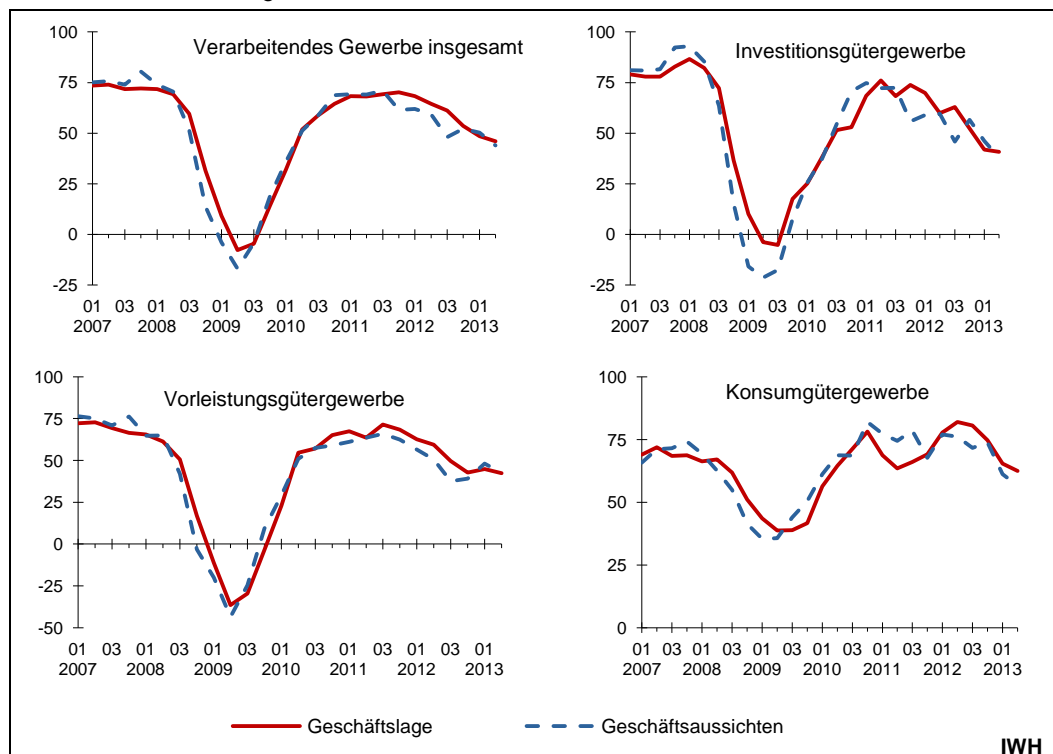 Verarbeitendes Gewerbe insgesamt
100
75
50
25
0
-25
01 03 01 03 01 03 01 03 01 03 01 03 01
2007 2008 2009 2010 2011 2012 2013
Investitionsgütergewerbe
100
75
50
25
0
-25
01 03 01 03 01 03 01 03 01 03 01 03 01
2007 2008 2009 2010 2011 2012 2013
Vorleistungsgütergewerbe
100
75
50
25
0
-25
-50
01 03 01 03 01 03 01 03 01 03 01 03 01
2007 2008 2009 2010 2011 2012 2013
Konsumgütergewerbe
100
75
50
25
0
01 03 01 03 01 03 01 03 01 03 01 03 01
2007 2008 2009 2010 2011 2012 2013
Geschäftslage Geschäftsaussichten
IWH